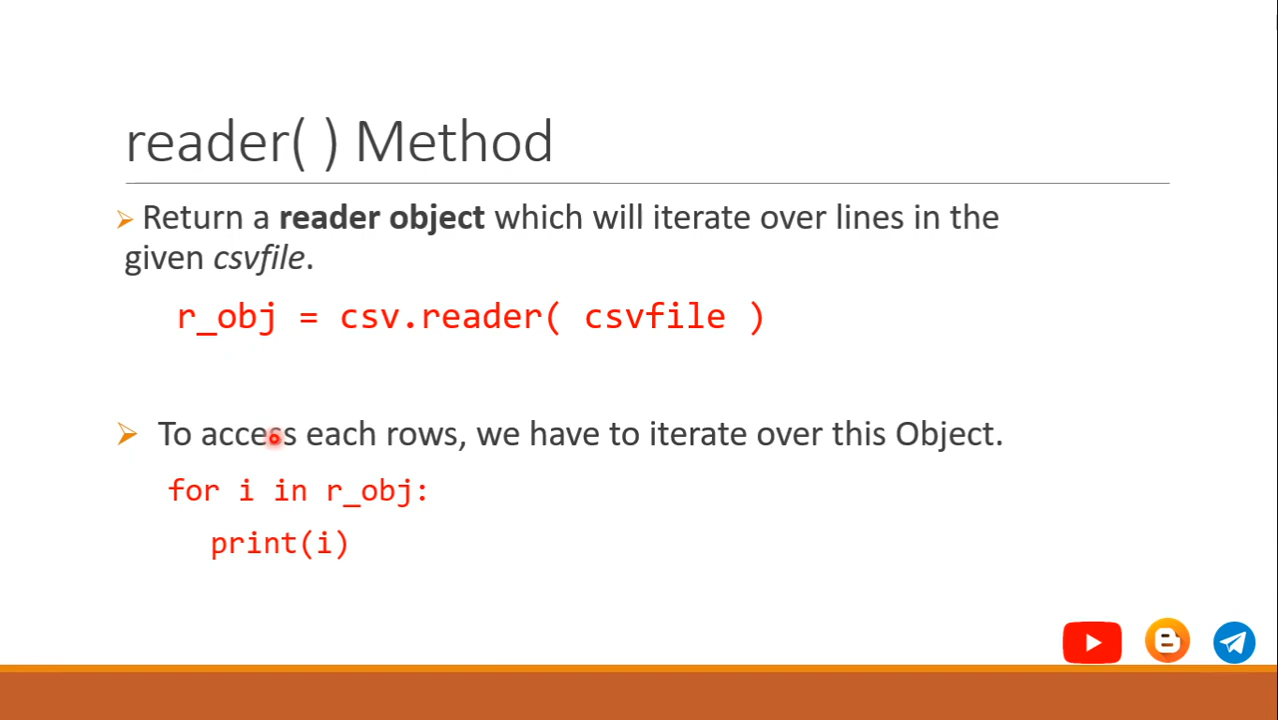 reader( ) Method
Return a reader object which will iterate over lines in the
given csvfile.
r_obj = csv.reader( csvfile )
To access each rows, we have to iterate over this Object.
for i in r_obj:
print(i)